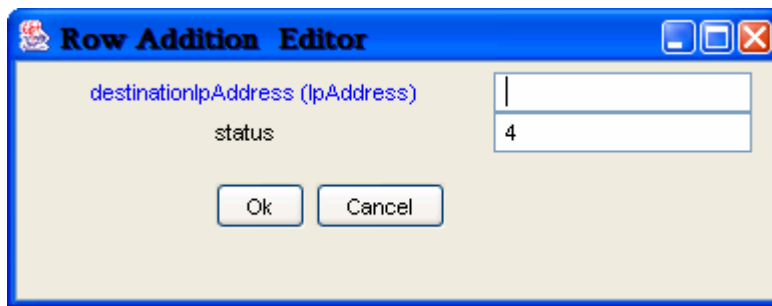 Row Addition Editor
destinationIpAddress (IpAddress)
status 4
Ok Cancel